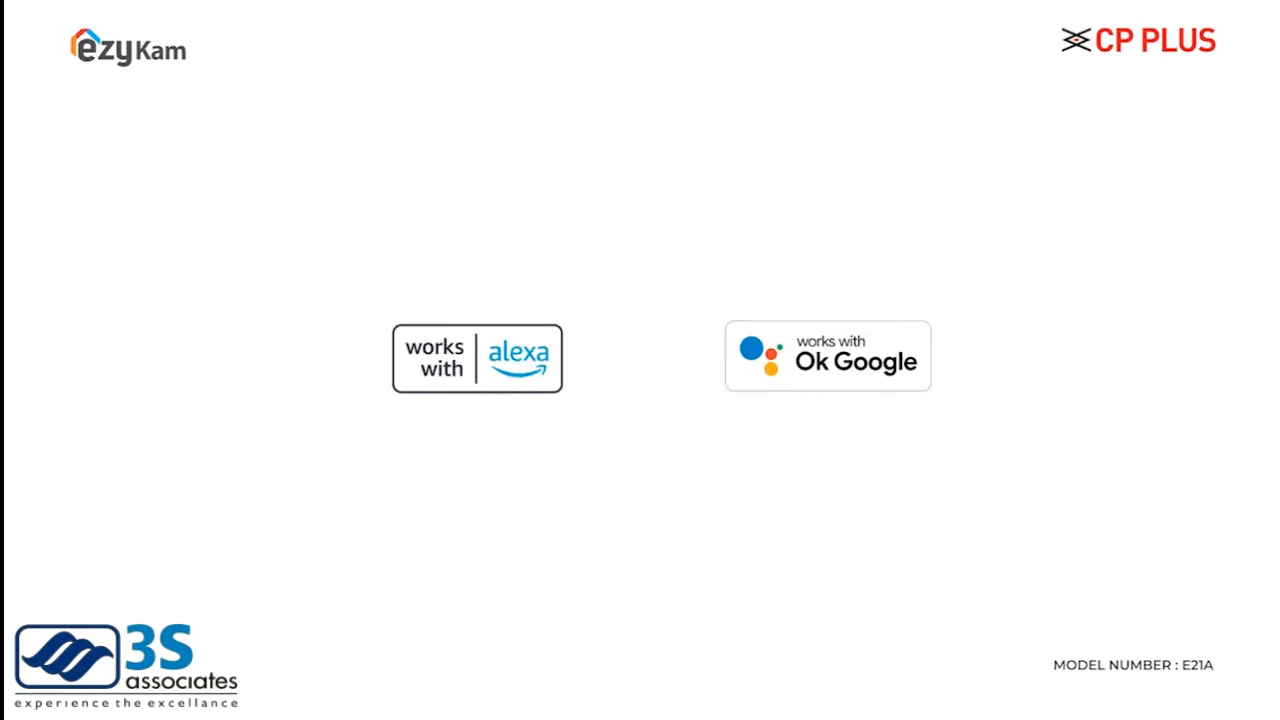 ezyKam
CP PLUS
works
with
alexa
works with
Ok Google
3S
associates
experience the excellance
MODEL NUMBER : E21A